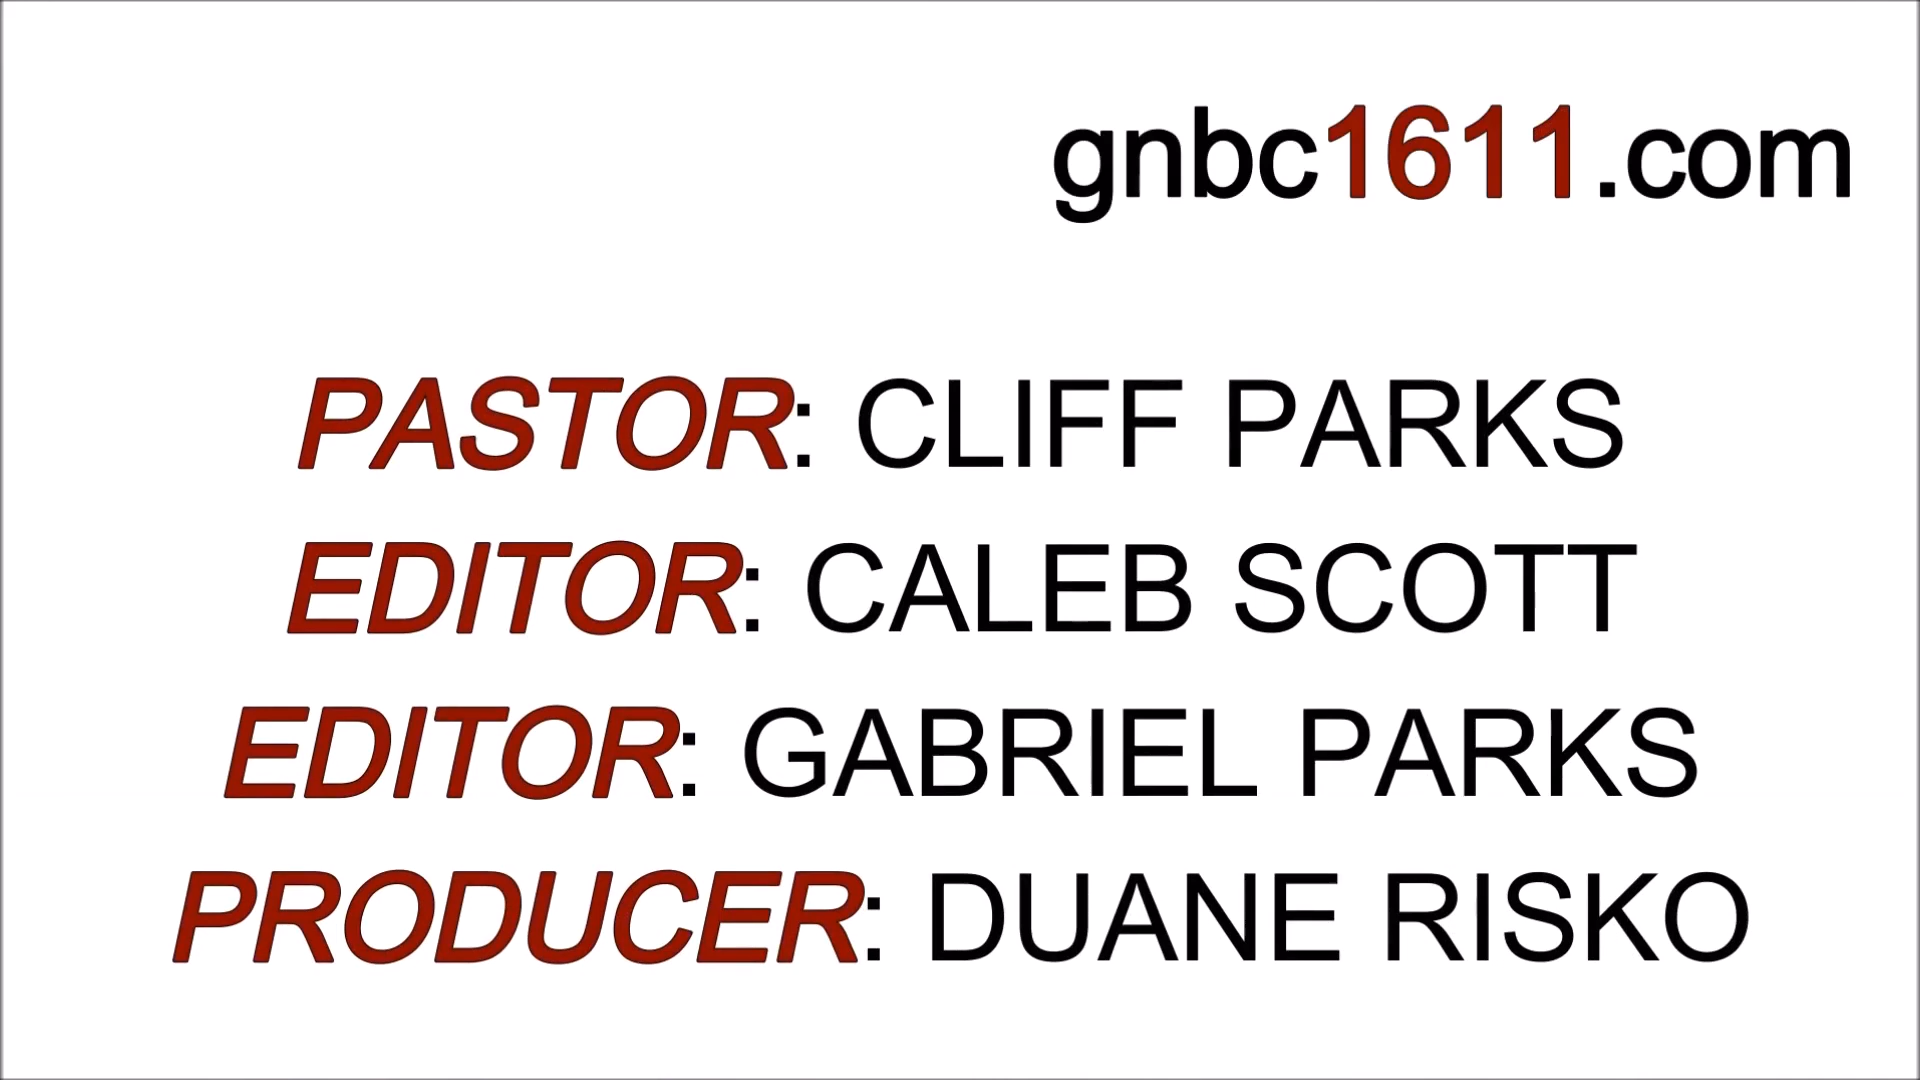 gnbc1611.com
PASTOR: CLIFF PARKS
EDITOR: CALEB SCOTT
EDITOR: GABRIEL PARKS
PRODUCER: DUANE RISKO